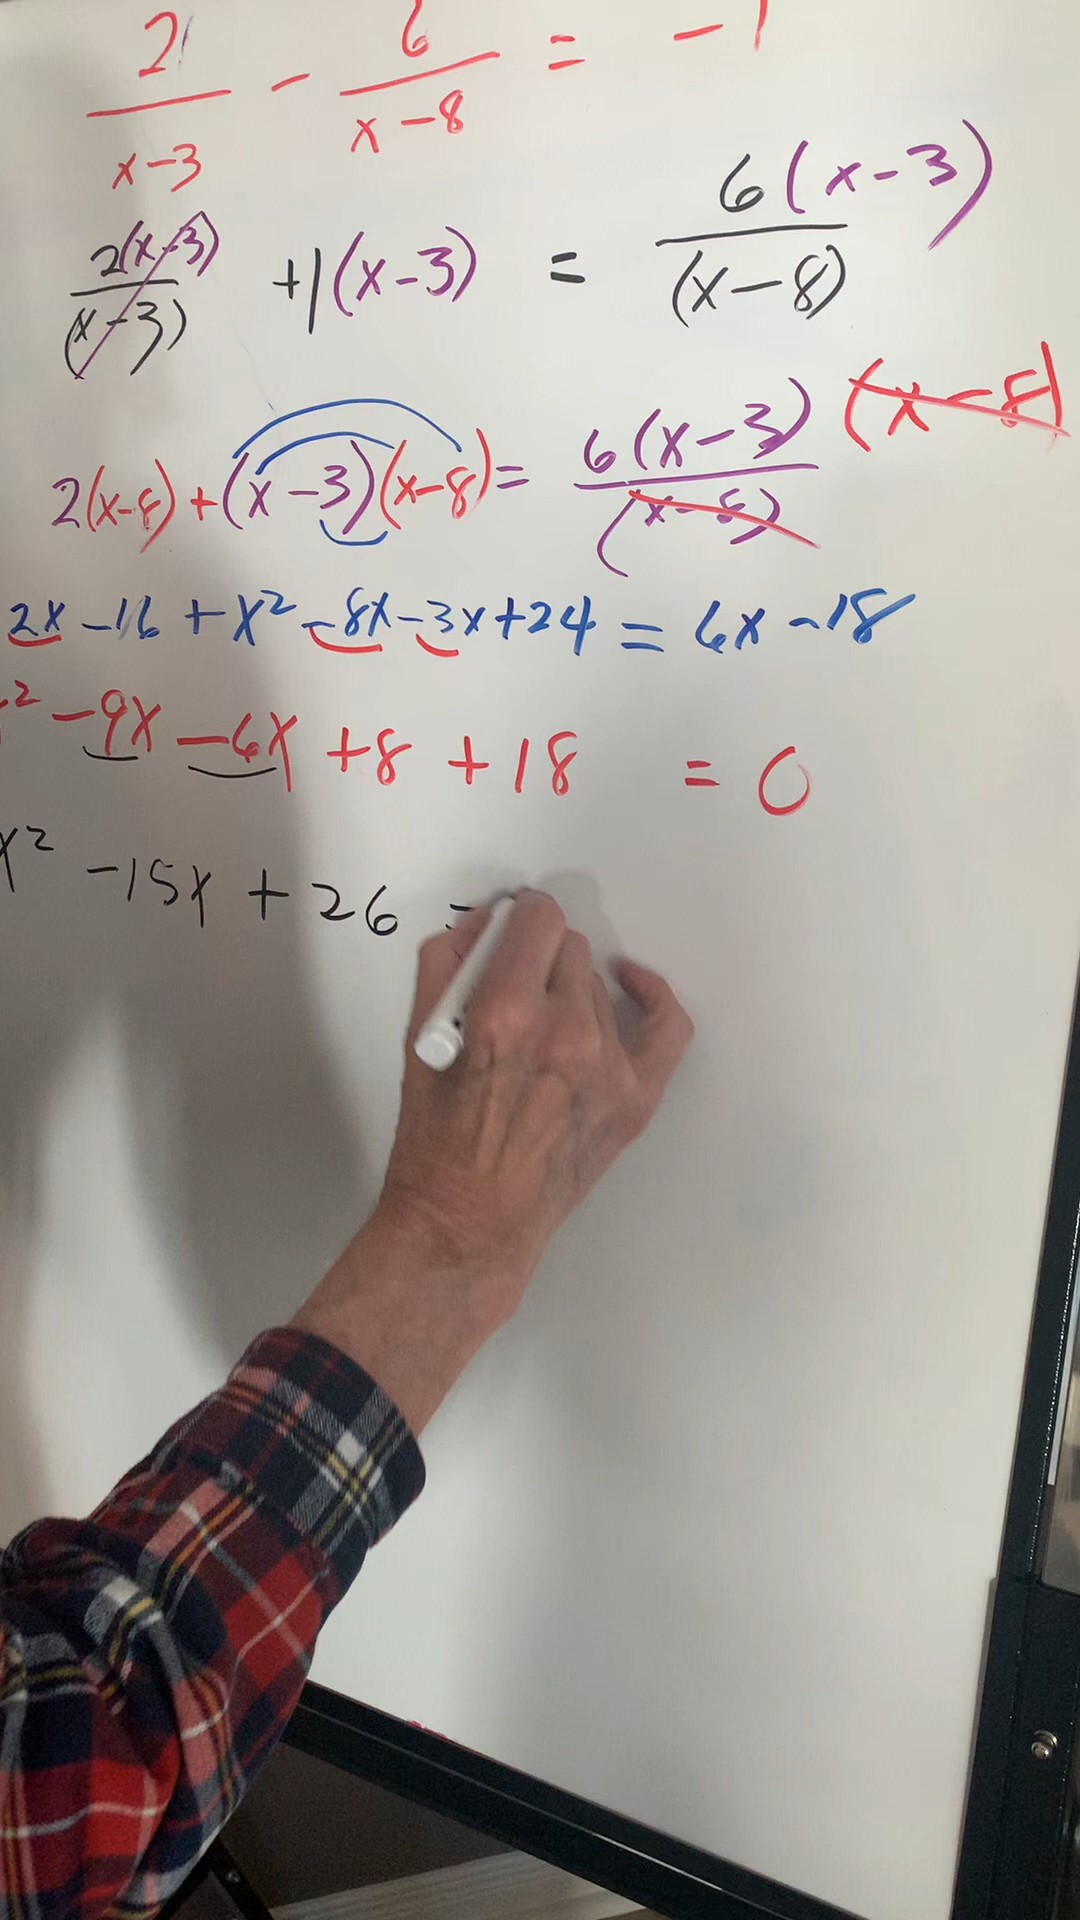 2/(x-3) - 6/(x-8) = -1
2(x-3)/(x-3) +1(x-3) = 6(x-3)/(x-8)
2(x-8) + (x-3)(x-8) = 6(x-3)/(x-8) (x-8)
2x -16 + x² -8x -3x +24 = 6x -18
² -9x -6x +8 +18 = 0
x² -15x + 26 =